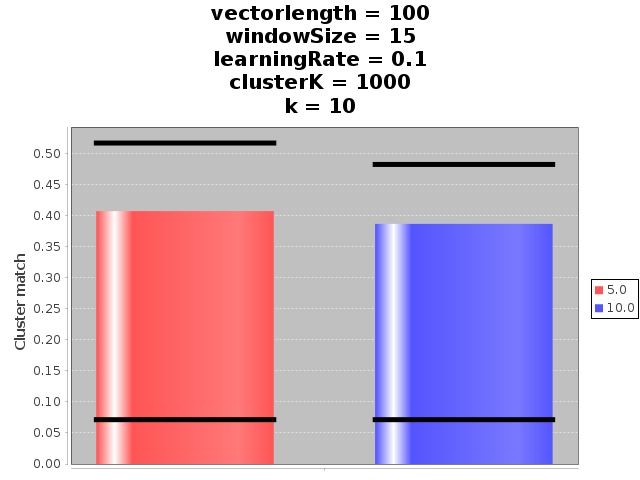 vectorlength = 100
windowSize = 15
learningRate = 0.1
clusterK = 1000
k = 10
0.50
0.45
0.40
0.35
0.30
0.25
0.20
0.15
0.10
0.05
0.00
Cluster match
5.0
10.0